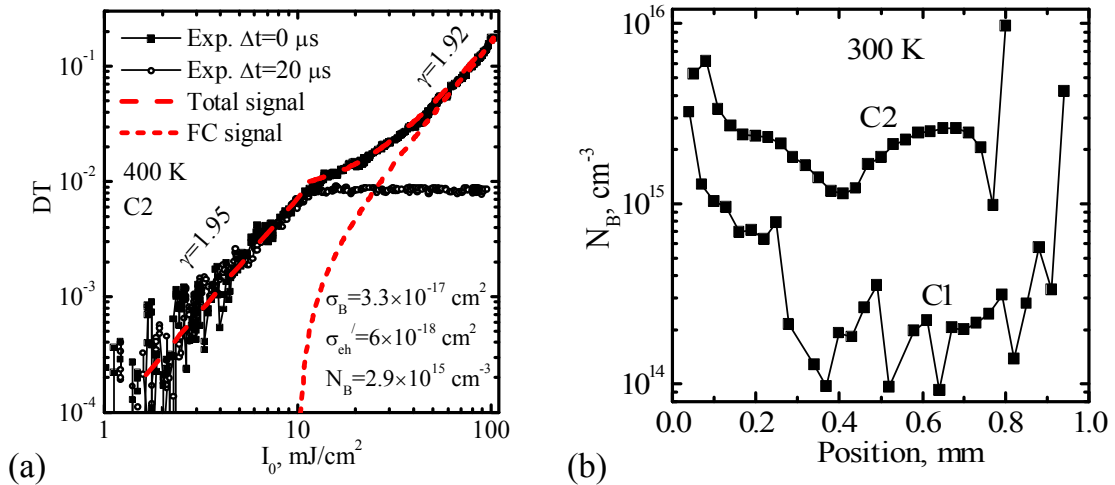 Exp. Δt=0 μs
Exp. Δt=20 μs
Total signal
FC signal
400 K
C2
γ=1.92
γ=1.95
σB=3.3×10⁻¹⁷ cm²
σeh/=6×10⁻¹⁸ cm²
NB=2.9×10¹⁵ cm⁻³
10⁻¹
10⁻²
10⁻³
10⁻⁴
DT
1 10 100
I₀, mJ/cm²
(a)
300 K
C2
C1
10¹⁶
10¹⁵
10¹⁴
NB, cm⁻³
0.0 0.2 0.4 0.6 0.8 1.0
Position, mm
(b)